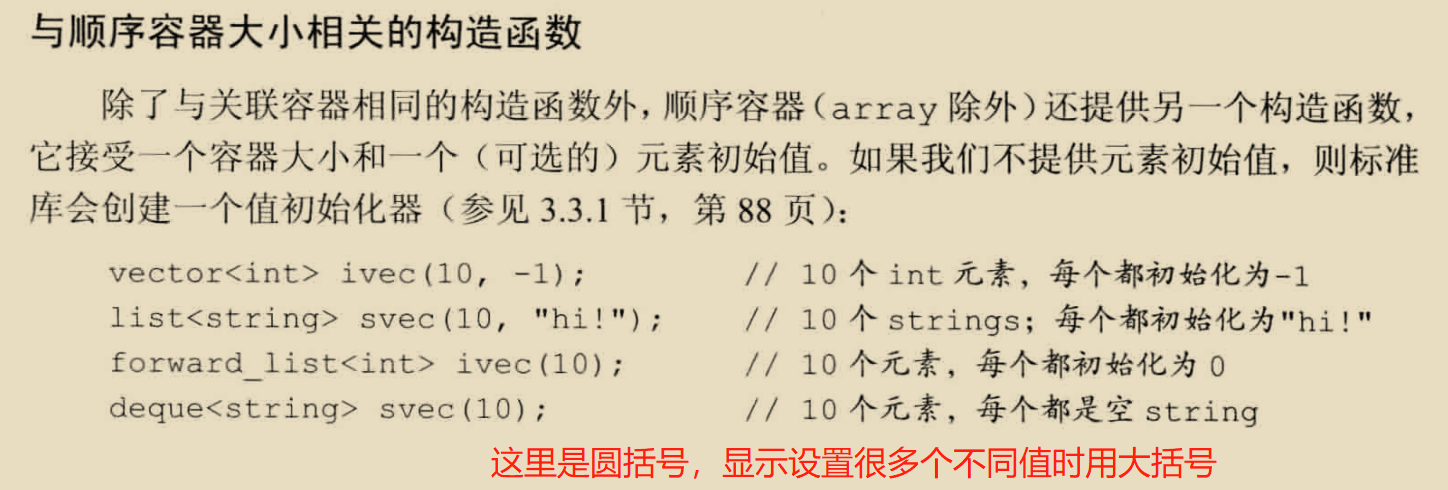 与顺序容器大小相关的构造函数
除了与关联容器相同的构造函数外，顺序容器（array 除外）还提供另一个构造函数，
它接受一个容器大小和一个（可选的）元素初始值。如果我们不提供元素初始值，则标准
库会创建一个值初始化器（参见 3.3.1 节，第 88 页）：
vector<int> ivec(10, -1); // 10 个 int 元素，每个都初始化为-1
list<string> svec(10, "hi!"); // 10 个 strings；每个都初始化为"hi!"
forward_list<int> ivec(10); // 10 个元素，每个都初始化为 0
deque<string> svec(10); // 10 个元素，每个都是空 string
这里是圆括号，显示设置很多个不同值时用大括号